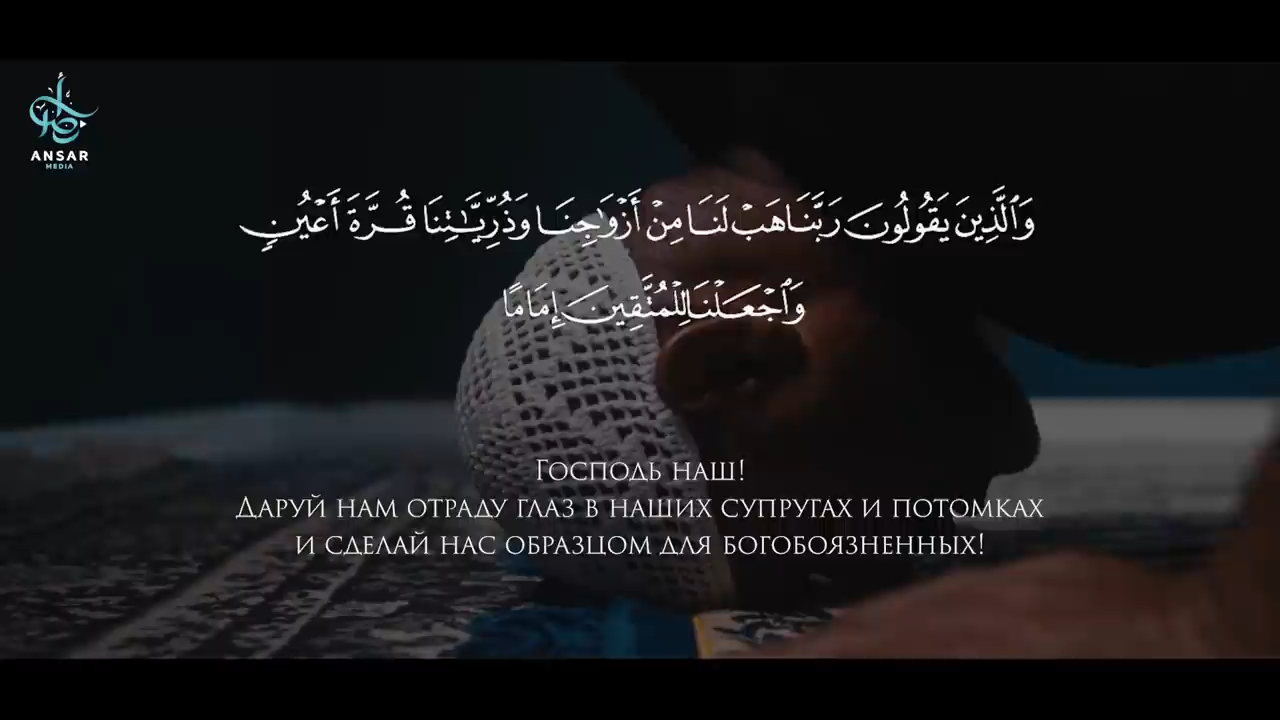 ANSAR
MEDIA
وَٱلَّذِينَ يَقُولُونَ رَبَّنَا هَبْ لَنَا مِنْ أَزْوَٰجِنَا وَذُرِّيَّـٰتِنَا قُرَّةَ أَعْيُنٍ
وَٱجْعَلْنَا لِلْمُتَّقِينَ إِمَامًا
Господь наш!
Даруй нам отраду глаз в наших супругах и потомках
и сделай нас образцом для богобоязненных!